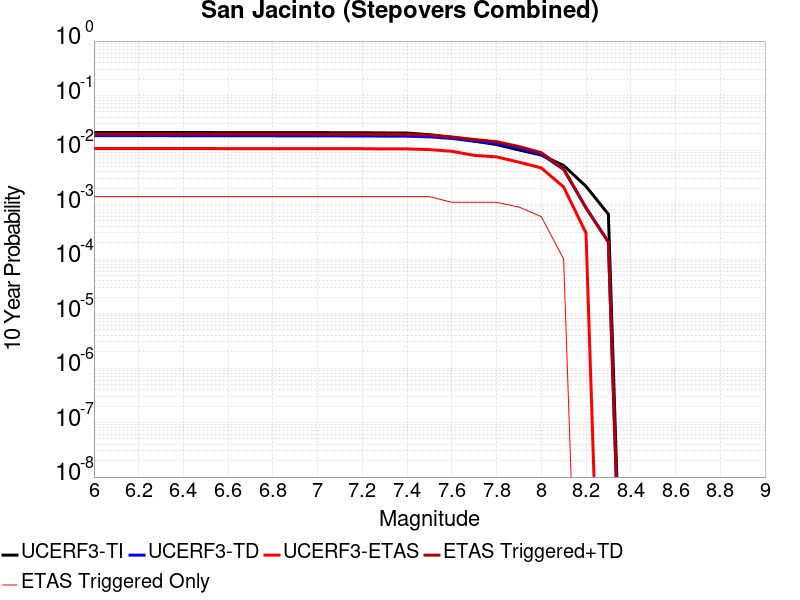 San Jacinto (Stepovers Combined)
10^0
10^-1
10^-2
10^-3
10^-4
10^-5
10^-6
10^-7
10^-8
10 Year Probability
6 6.2 6.4 6.6 6.8 7 7.2 7.4 7.6 7.8 8 8.2 8.4 8.6 8.8 9
Magnitude
UCERF3-TI UCERF3-TD UCERF3-ETAS ETAS Triggered+TD
ETAS Triggered Only